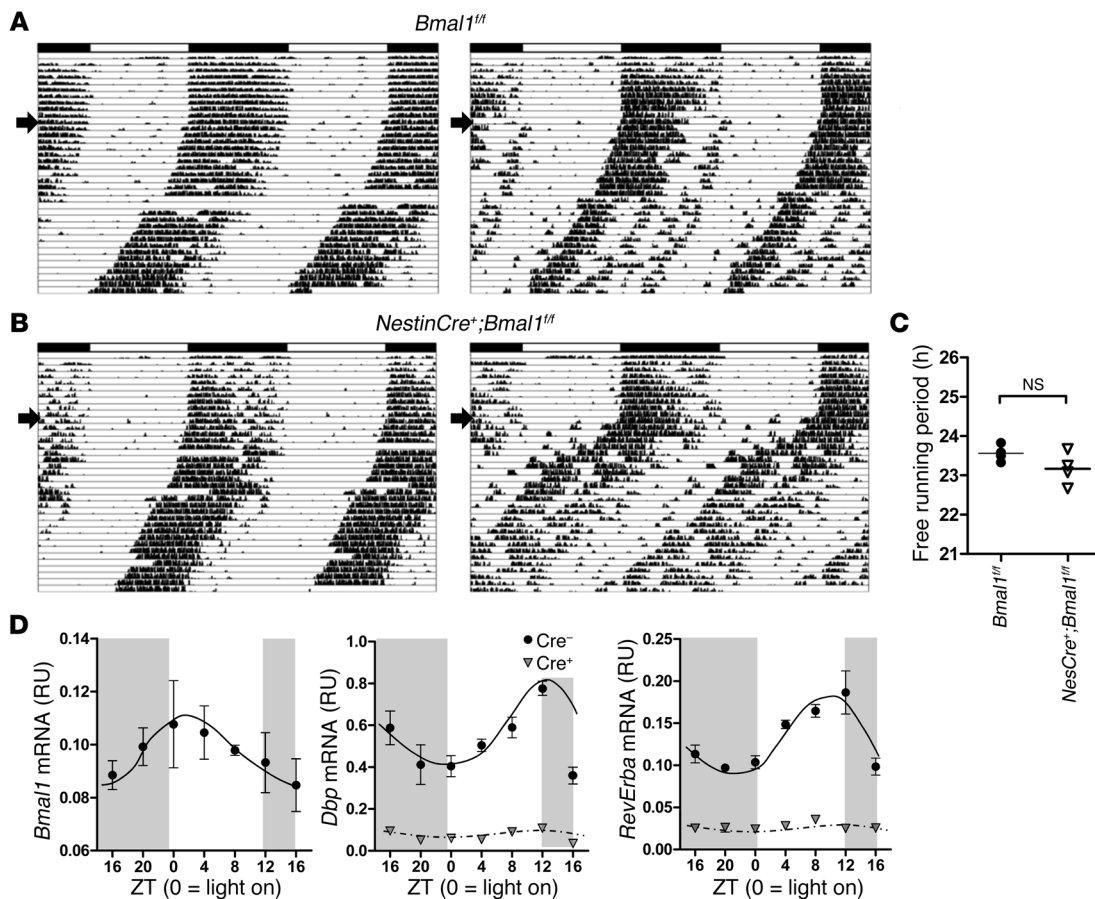 A
Bmal1f/f
B
NestinCre+;Bmal1f/f
C
Free running period (h)
26
25
24
23
22
21
NS
Bmal1f/f
NesCre+;Bmal1f/f
D
Bmal1 mRNA (RU)
0.14
0.12
0.10
0.08
0.06
16 20 0 4 8 12 16
ZT (0 = light on)
Dbp mRNA (RU)
1.0
0.8
0.6
0.4
0.2
0.0
Cre−
Cre+
16 20 0 4 8 12 16
ZT (0 = light on)
RevErba mRNA (RU)
0.25
0.20
0.15
0.10
0.05
0.00
16 20 0 4 8 12 16
ZT (0 = light on)